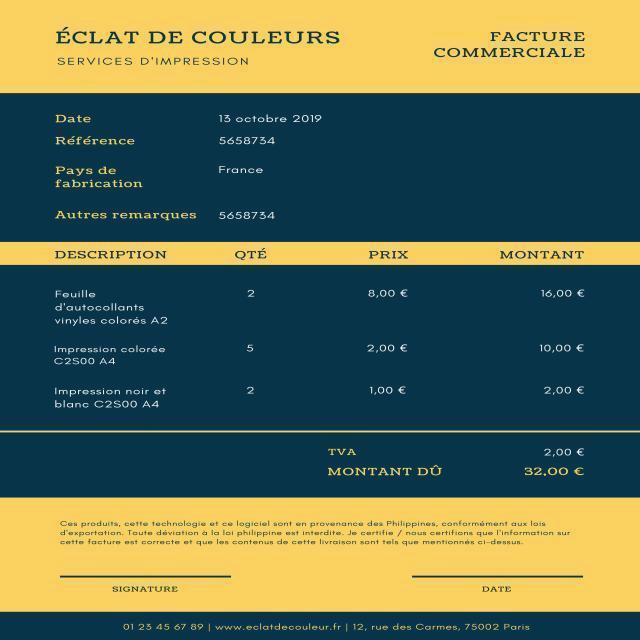 ÉCLAT DE COULEURS
SERVICES D'IMPRESSION
FACTURE
COMMERCIALE
Date 13 octobre 2019
Référence 5658734
Pays de France
fabrication
Autres remarques 5658734
DESCRIPTION QTÉ PRIX MONTANT
Feuille 2 8,00 € 16,00 €
d'autocollants
vinyles colorés A2
Impression colorée 5 2,00 € 10,00 €
C2S00 A4
Impression noir et 2 1,00 € 2,00 €
blanc C2S00 A4
TVA 2,00 €
MONTANT DÛ 32.00 €
Ces produits, cette technologie et ce logiciel sont en provenance des Philippines, conformément aux lois
d'exportation. Toute déviation à la loi philippine est interdite. Je certifie / nous certifions que l'information sur
cette facture est correcte et que les contenus de cette livraison sont tels que mentionnés ci-dessus.
SIGNATURE DATE
01 23 45 67 89 | www.eclatdecouleur.fr | 12, rue des Carmes, 75002 Paris